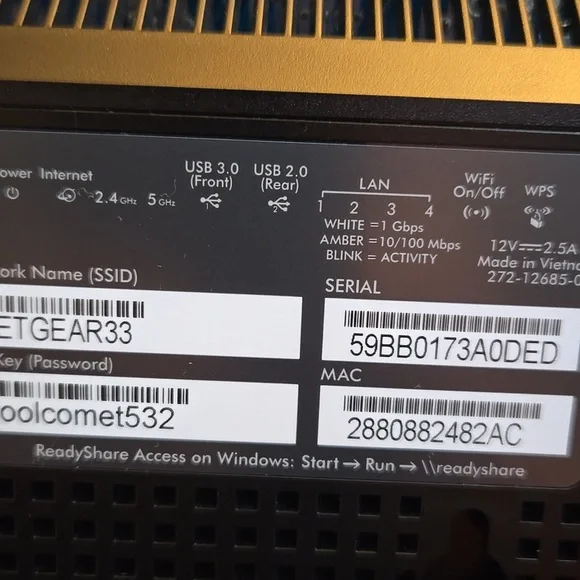 ower Internet
USB 3.0 (Front)
USB 2.0 (Rear)
LAN
WiFi On/Off
WPS
2.4GHz 5GHz
1 2 3 4
WHITE =1 Gbps
AMBER =10/100 Mbps
BLINK = ACTIVITY
12V 2.5A
Made in Vietn
272-12685-0
ork Name (SSID)
ETGEAR33
SERIAL
59BB0173A0DED
Key (Password)
oolcomet532
MAC
2880882482AC
ReadyShare Access on Windows: Start → Run → \\readyshare